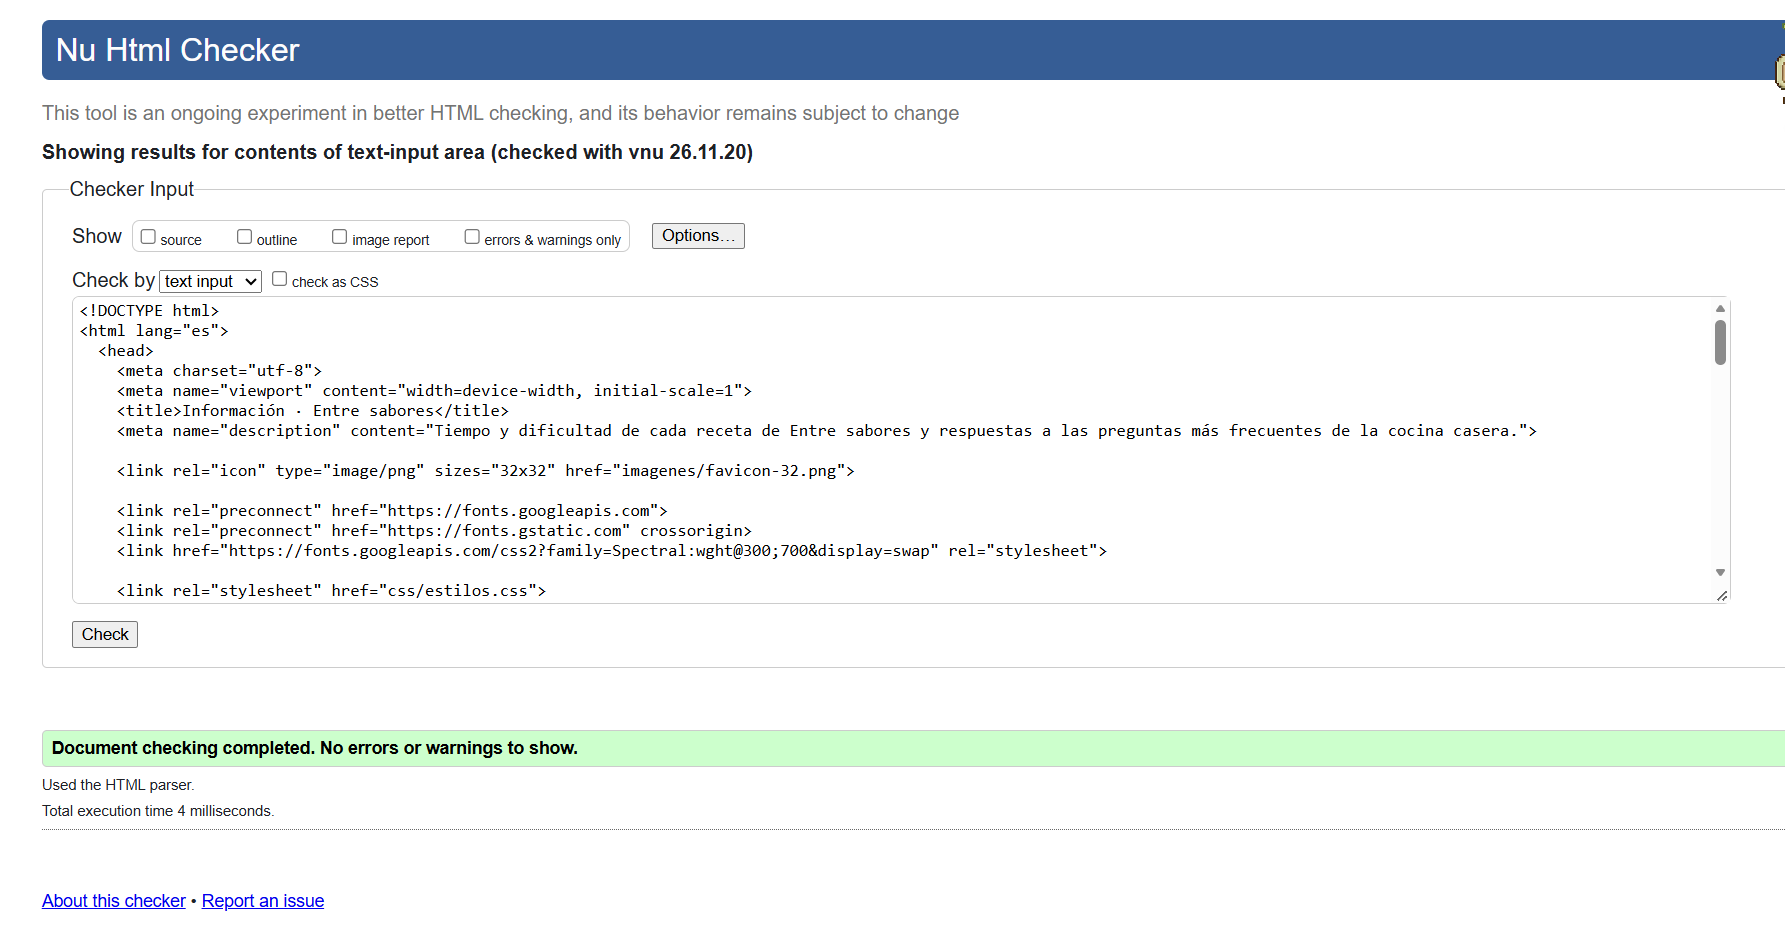 Nu Html Checker
This tool is an ongoing experiment in better HTML checking, and its behavior remains subject to change
Showing results for contents of text-input area (checked with vnu 26.11.20)
Checker Input
Show source outline image report errors & warnings only Options...
Check by text input check as CSS
<!DOCTYPE html>
<html lang="es">
  <head>
    <meta charset="utf-8">
    <meta name="viewport" content="width=device-width, initial-scale=1">
    <title>Información · Entre sabores</title>
    <meta name="description" content="Tiempo y dificultad de cada receta de Entre sabores y respuestas a las preguntas más frecuentes de la cocina casera.">
    <link rel="icon" type="image/png" sizes="32x32" href="imagenes/favicon-32.png">
    <link rel="preconnect" href="https://fonts.googleapis.com">
    <link rel="preconnect" href="https://fonts.gstatic.com" crossorigin>
    <link href="https://fonts.googleapis.com/css2?family=Spectral:wght@300;700&display=swap" rel="stylesheet">
    <link rel="stylesheet" href="css/estilos.css">
Check
Document checking completed. No errors or warnings to show.
Used the HTML parser.
Total execution time 4 milliseconds.
About this checker • Report an issue